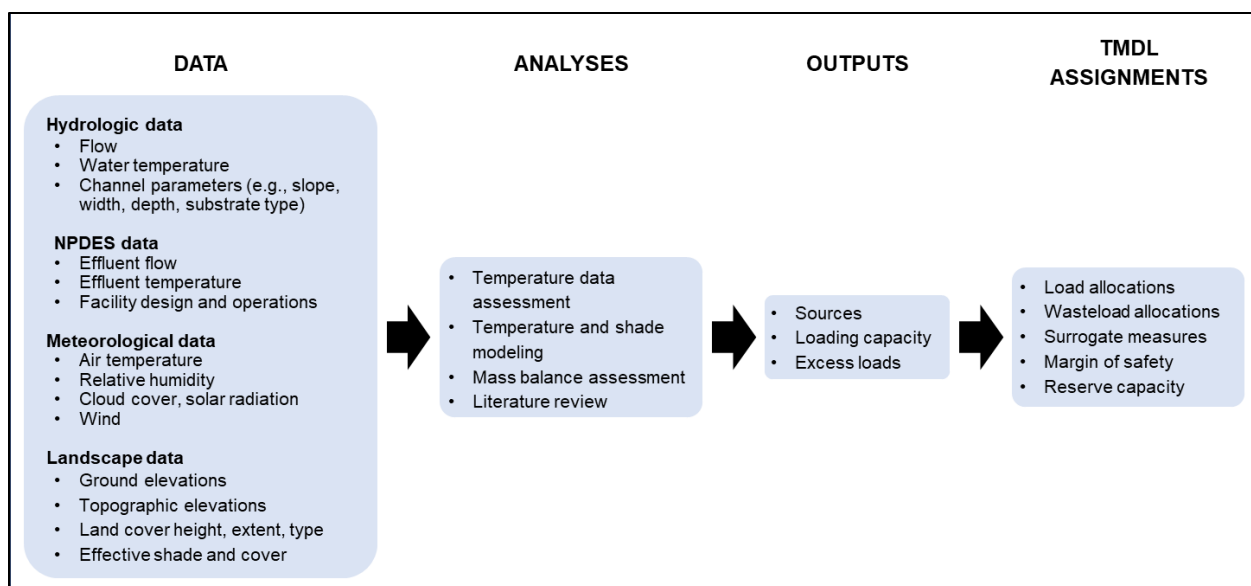 DATA
Hydrologic data
• Flow
• Water temperature
• Channel parameters (e.g., slope,
width, depth, substrate type)
NPDES data
• Effluent flow
• Effluent temperature
• Facility design and operations
Meteorological data
• Air temperature
• Relative humidity
• Cloud cover, solar radiation
• Wind
Landscape data
• Ground elevations
• Topographic elevations
• Land cover height, extent, type
• Effective shade and cover
ANALYSES
• Temperature data
assessment
• Temperature and shade
modeling
• Mass balance assessment
• Literature review
OUTPUTS
• Sources
• Loading capacity
• Excess loads
TMDL
ASSIGNMENTS
• Load allocations
• Wasteload allocations
• Surrogate measures
• Margin of safety
• Reserve capacity